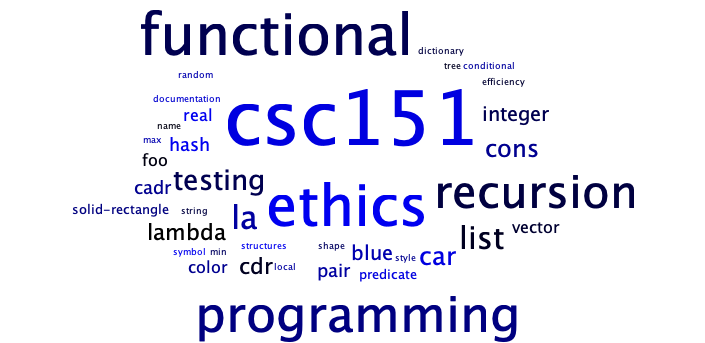 functional
dictionary
tree conditional
random
efficiency
documentation
csc151
real
integer
name
max
hash
cons
foo
testing
cadr
ethics
recursion
solid-rectangle
string
la
list
vector
lambda
symbol min
structures
shape
blue
style
car
color
cdr
local
pair
predicate
programming